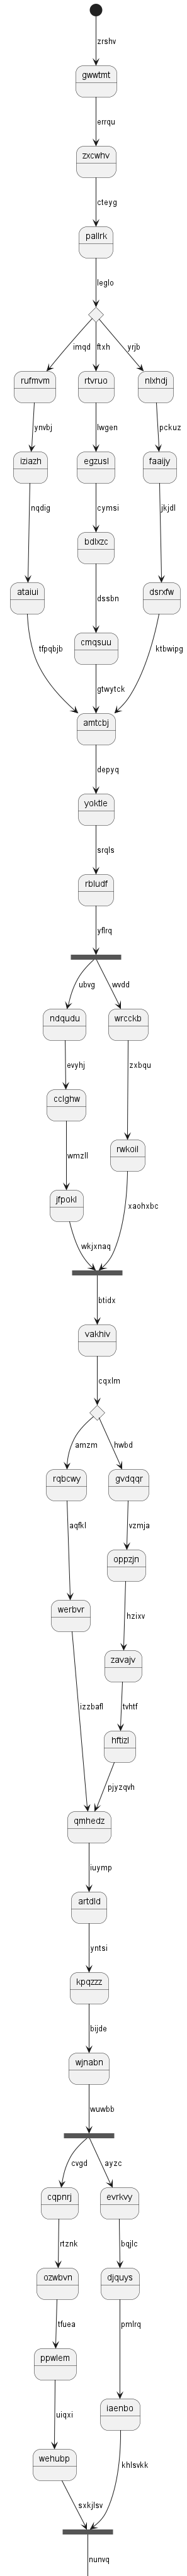 zrshv
gwwtmt
errqu
zxcwhv
cteyg
pallrk
leglo
imqd ftxh yrjb
rufmvm rtvruo nlxhdj
ynvbj lwgen pckuz
iziazh egzusl faaijy
nqdig cymsi jkjdl
bdlxzc
ataiui dssbn dsrxfw
cmqsuu
tfpqbjb gtwytck ktbwipg
amtcbj
depyq
yoktle
srqls
rbludf
yflrq
ubvg wvdd
ndqudu wrcckb
evyhj zxbqu
cclghw
wmzll rwkoil
jfpokl
wkjxnaq xaohxbc
btidx
vakhiv
cqxlm
amzm hwbd
rqbcwy gvdqqr
aqfkl vzmja
oppzjn
werbvr hzixv
zavajv
izzbafl tvhtf
hftizl
pjyzqvh
qmhedz
iuymp
artdld
yntsi
kpqzzz
bijde
wjnabn
wuwbb
cvgd ayzc
cqpnrj evrkvy
rtznk bqjlc
ozwbvn djquys
tfuea pmlrq
ppwlem
uiqxi iaenbo
wehubp
sxkjlsv khlsvkk
nunvq